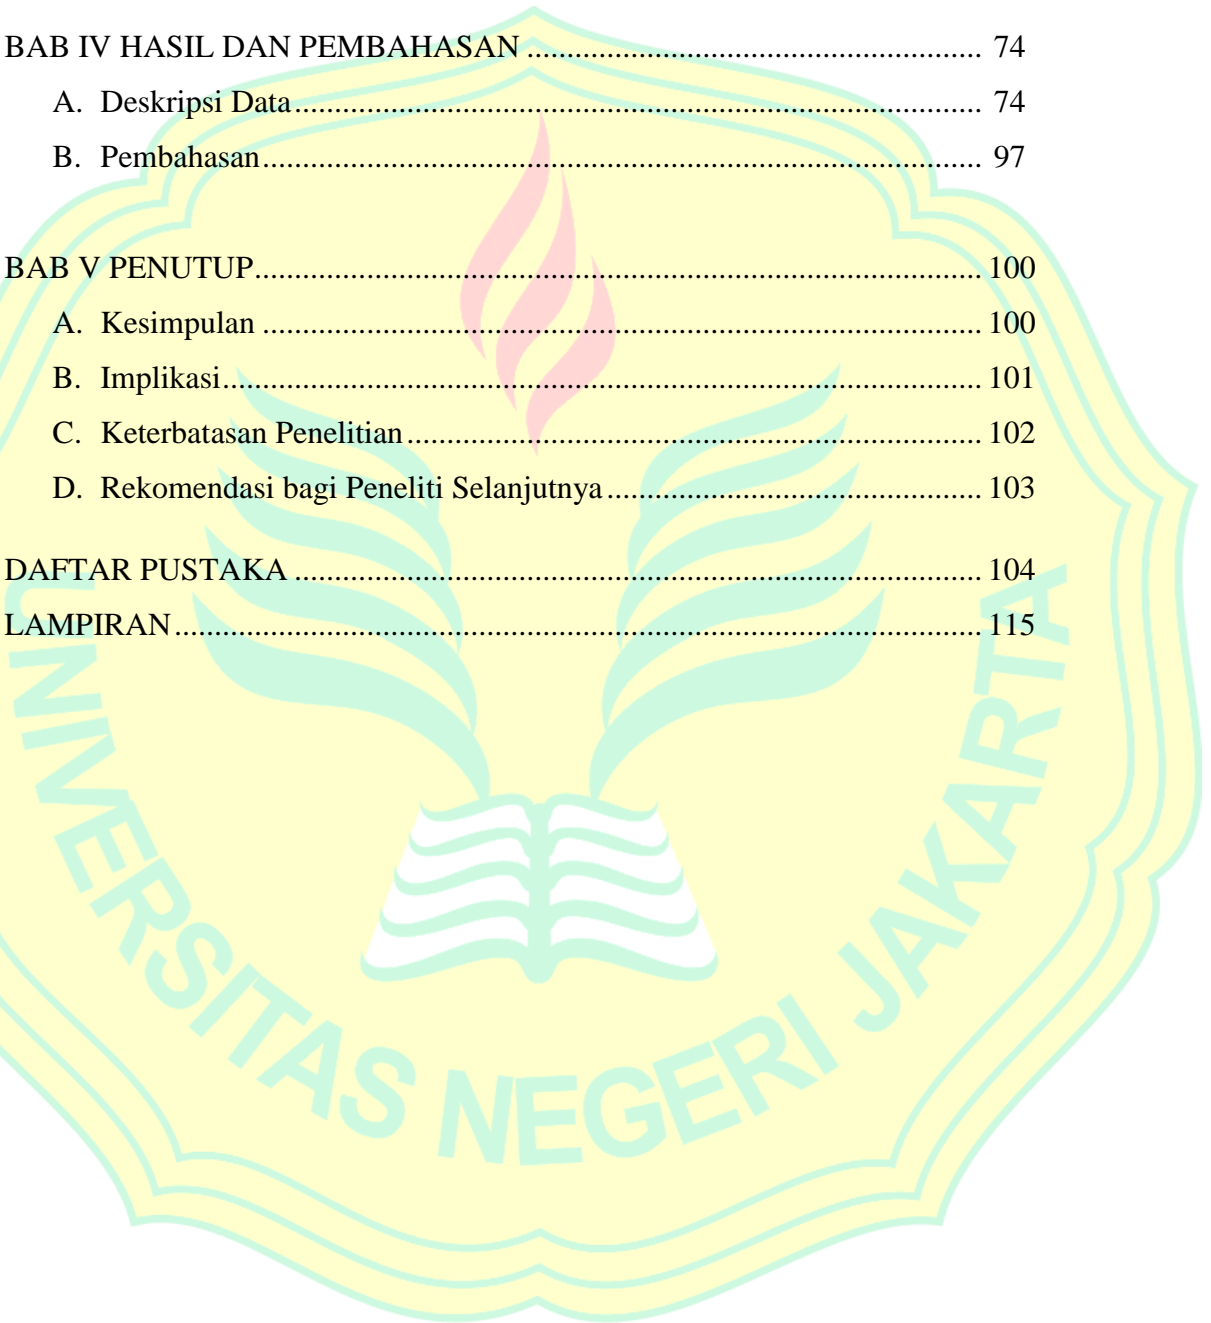 BAB IV HASIL DAN PEMBAHASAN ........................................................ 74
A. Deskripsi Data ..................................................................................... 74
B. Pembahasan ......................................................................................... 97
BAB V PENUTUP .......................................................................................... 100
A. Kesimpulan ......................................................................................... 100
B. Implikasi .............................................................................................. 101
C. Keterbatasan Penelitian ....................................................................... 102
D. Rekomendasi bagi Peneliti Selanjutnya .............................................. 103
DAFTAR PUSTAKA ..................................................................................... 104
LAMPIRAN .................................................................................................... 115
UNIVERSITAS NEGERI JAKARTA